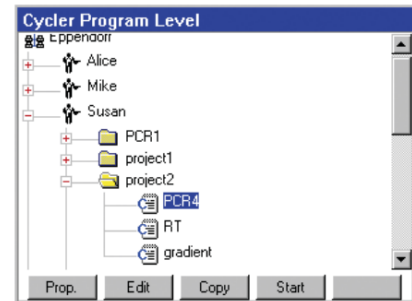 Cycler Program Level
Eppendorf
Alice
Mike
Susan
PCR1
project1
project2
PCR4
RT
gradient
Prop. Edit Copy Start